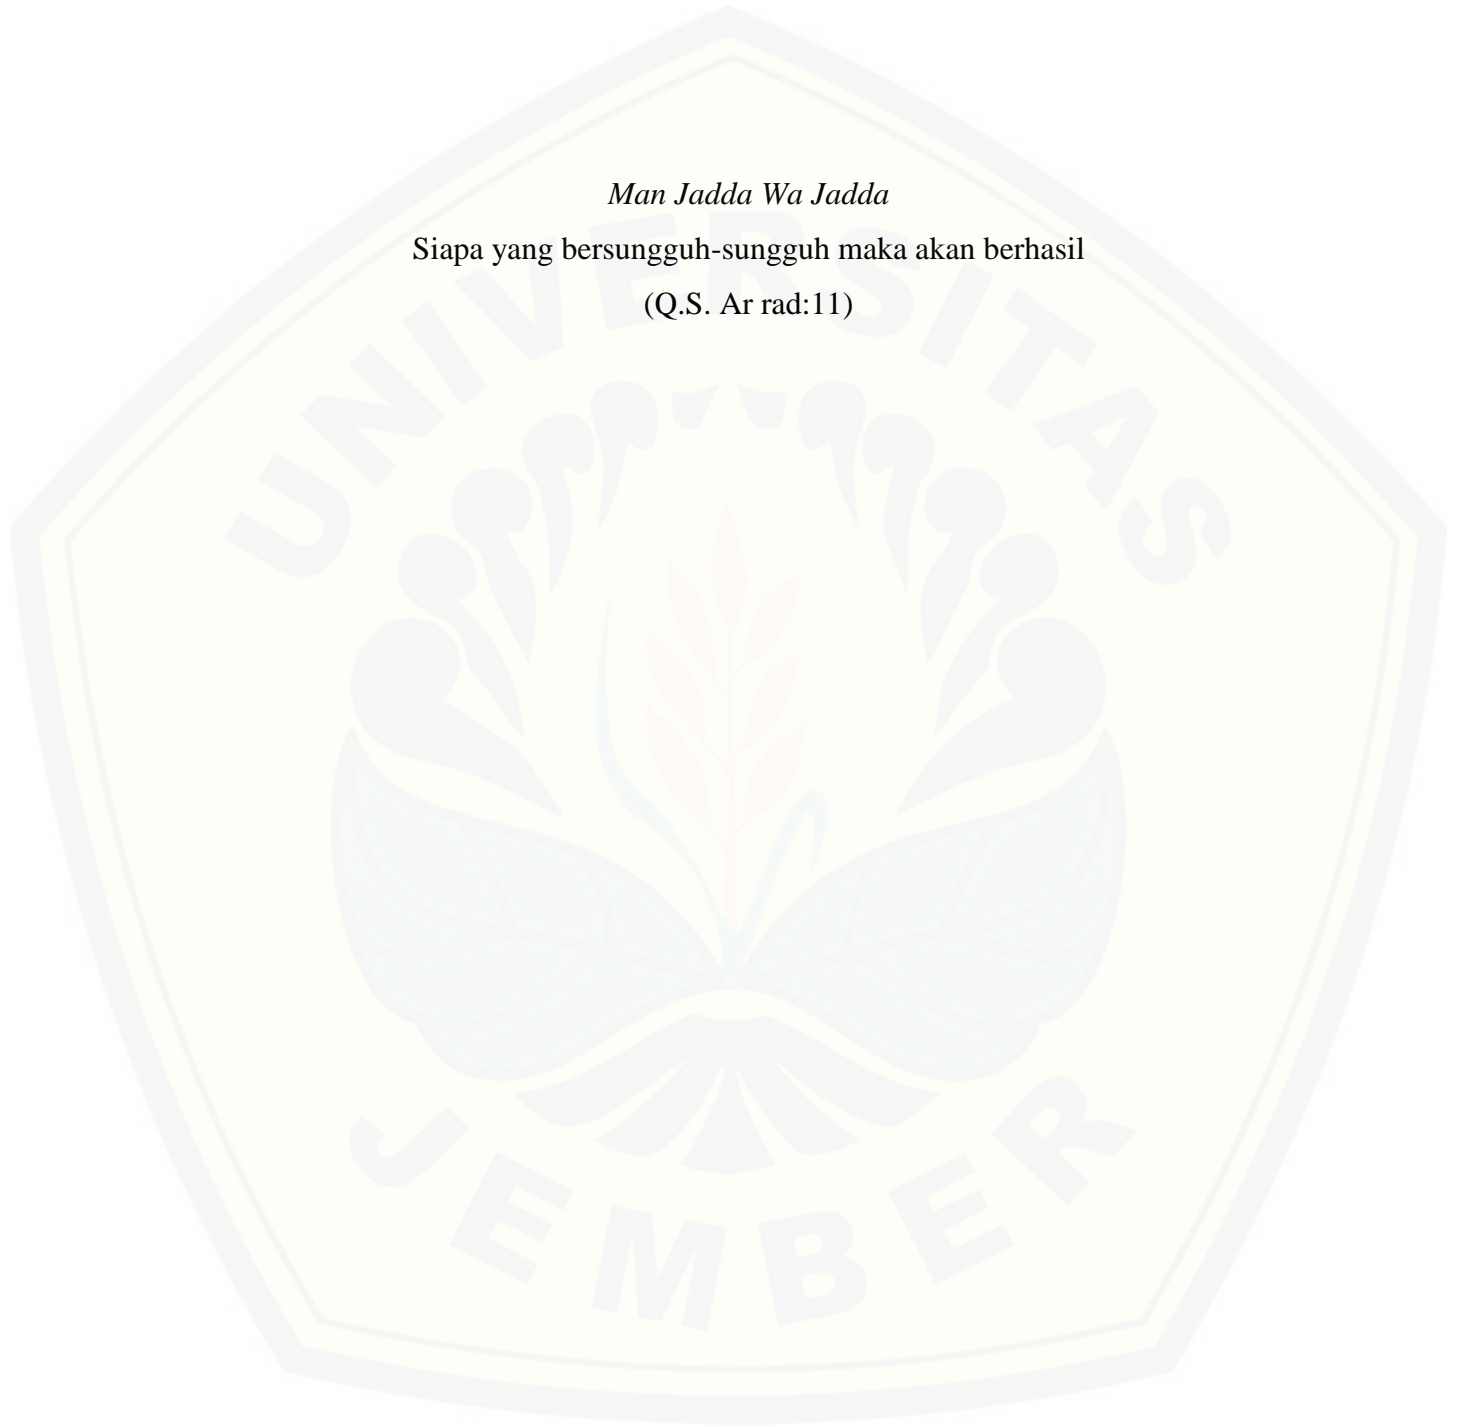 Man Jadda Wa Jadda
Siapa yang bersungguh-sungguh maka akan berhasil
(Q.S. Ar rad:11)
UNIVERSITAS
JEMBER